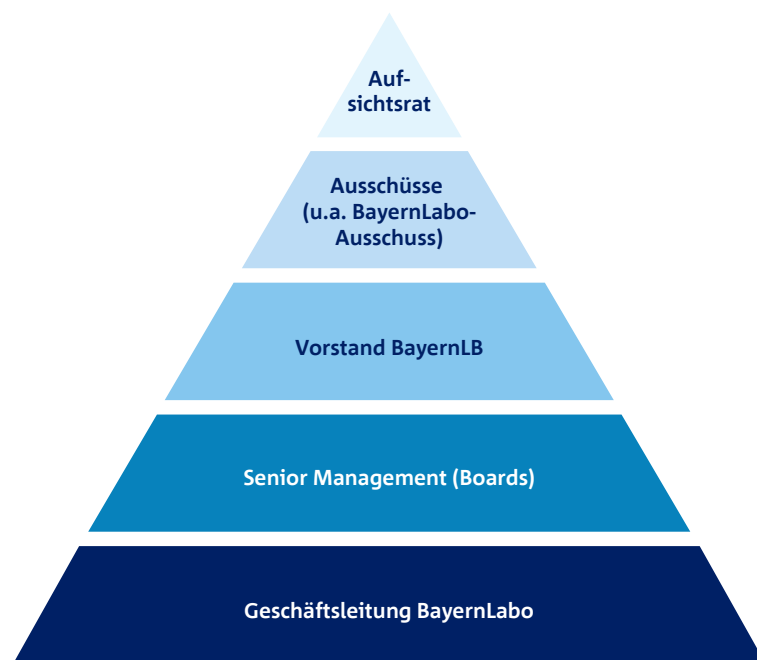 Auf-
sichtsrat
Ausschüsse
(u.a. BayernLabo-
Ausschuss)
Vorstand BayernLB
Senior Management (Boards)
Geschäftsleitung BayernLabo